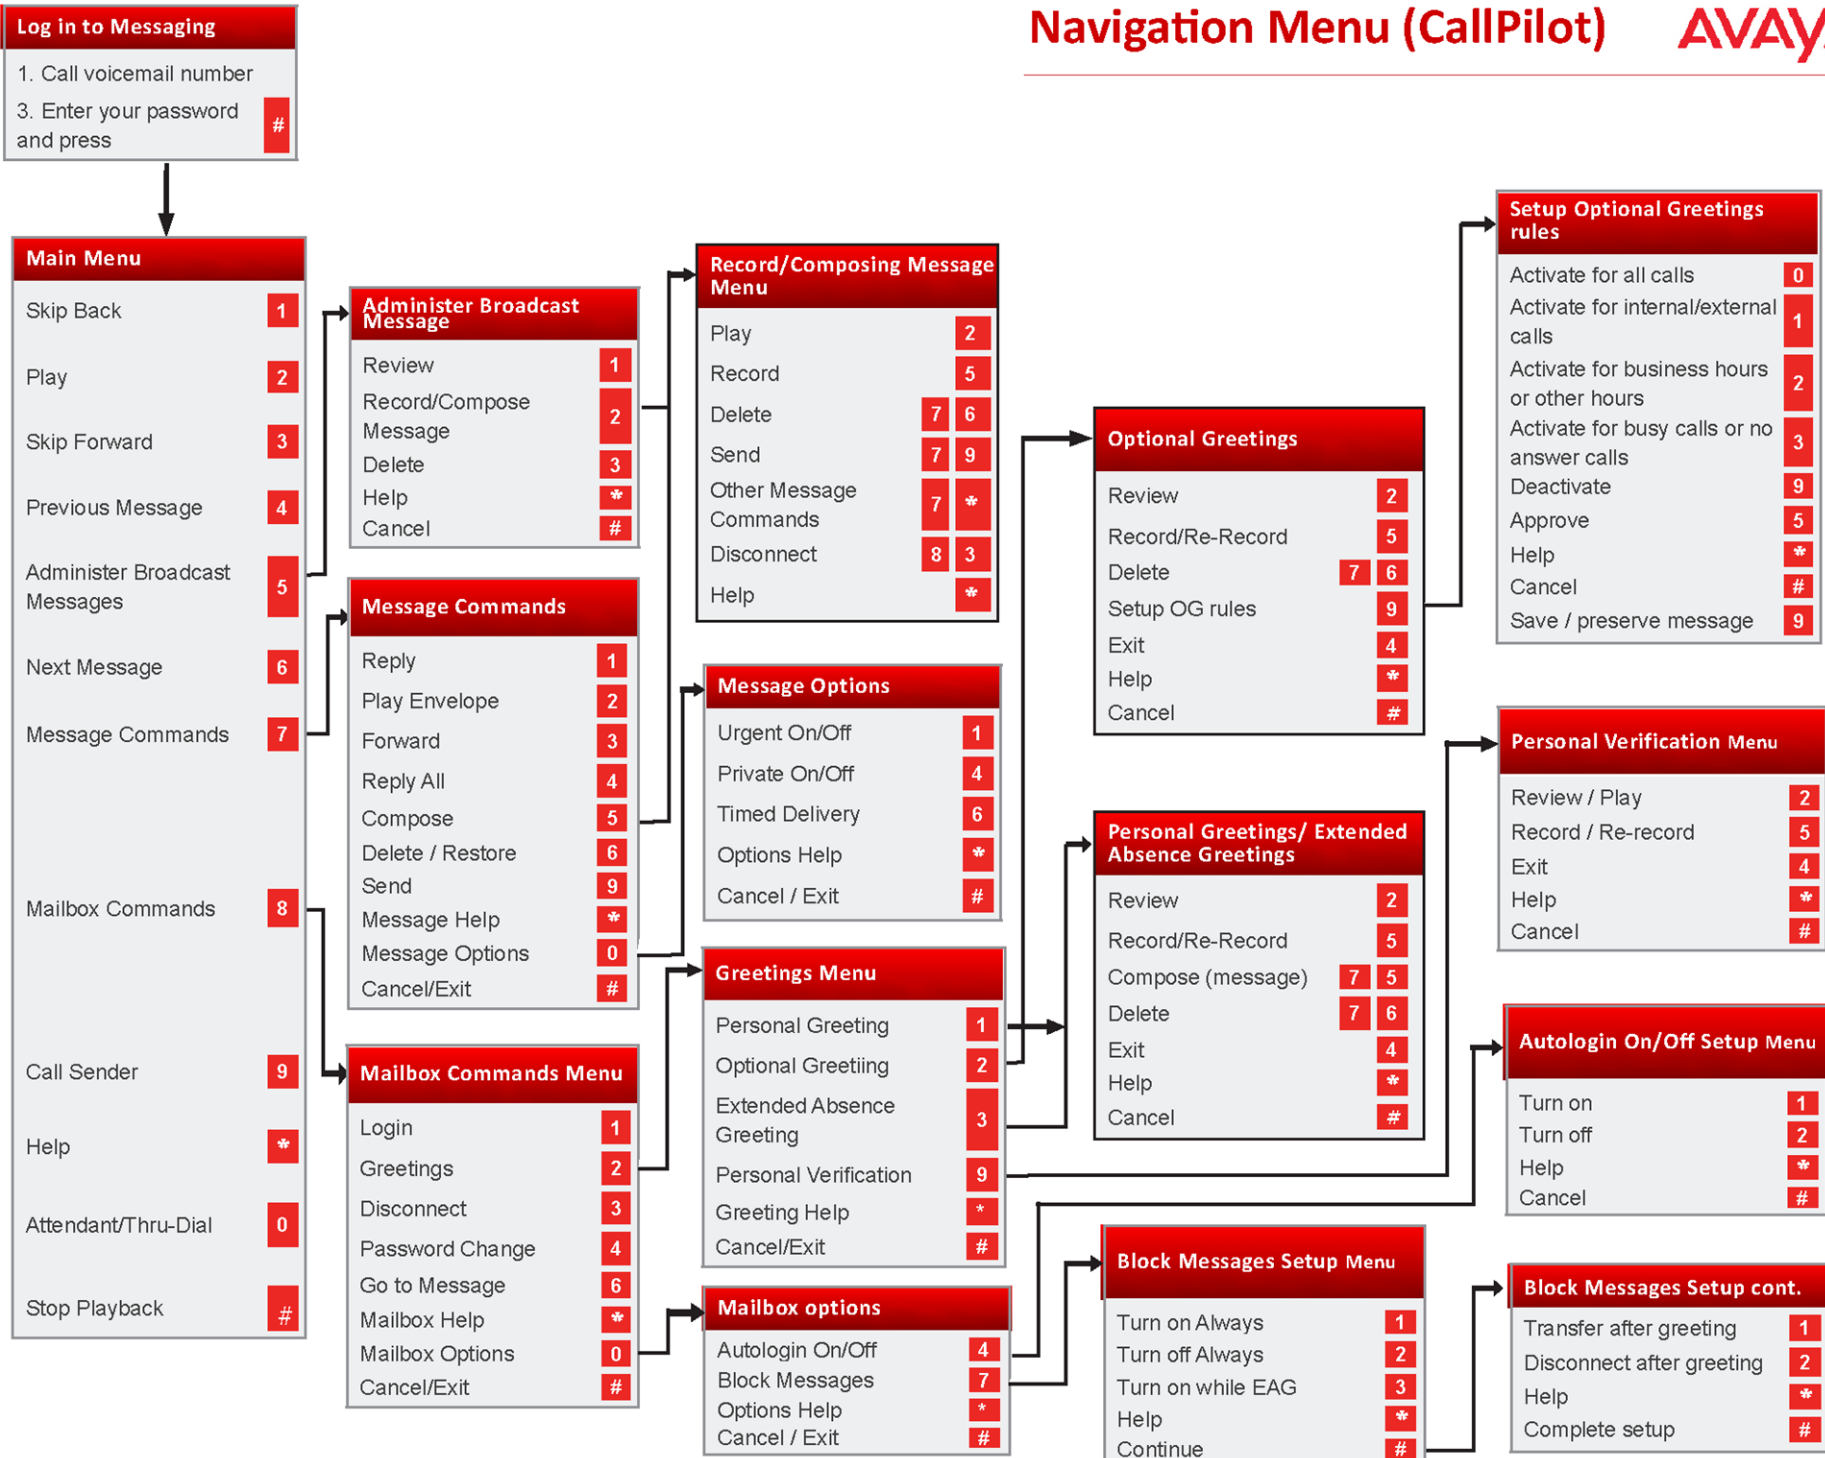 Log in to Messaging
1. Call voicemail number
3. Enter your password
and press #
Navigation Menu (CallPilot)
AVAYA
Main Menu
Skip Back 1
Play 2
Skip Forward 3
Previous Message 4
Administer Broadcast
Messages 5
Next Message 6
Message Commands 7
Mailbox Commands 8
Call Sender 9
Help *
Attendant/Thru-Dial 0
Stop Playback #
Administer Broadcast
Message
Review 1
Record/Compose
Message 2
Delete 3
Help *
Cancel #
Message Commands
Reply 1
Play Envelope 2
Forward 3
Reply All 4
Compose 5
Delete / Restore 6
Send 9
Message Help *
Message Options 0
Cancel/Exit #
Mailbox Commands Menu
Login 1
Greetings 2
Disconnect 3
Password Change 4
Go to Message 6
Mailbox Help *
Mailbox Options 0
Cancel/Exit #
Record/Composing Message
Menu
Play 2
Record 5
Delete 7 6
Send 7 9
Other Message
Commands 7 *
Disconnect 8 3
Help *
Message Options
Urgent On/Off 1
Private On/Off 4
Timed Delivery 6
Options Help *
Cancel / Exit #
Greetings Menu
Personal Greeting 1
Optional Greetiing 2
Extended Absence
Greeting 3
Personal Verification 9
Greeting Help *
Cancel/Exit #
Mailbox options
Autologin On/Off 4
Block Messages 7
Options Help *
Cancel / Exit #
Optional Greetings
Review 2
Record/Re-Record 5
Delete 7 6
Setup OG rules 9
Exit 4
Help *
Cancel #
Personal Greetings/ Extended
Absence Greetings
Review 2
Record/Re-Record 5
Compose (message) 7 5
Delete 7 6
Exit 4
Help *
Cancel #
Block Messages Setup Menu
Turn on Always 1
Turn off Always 2
Turn on while EAG 3
Help *
Continue #
Setup Optional Greetings
rules
Activate for all calls 0
Activate for internal/external
calls 1
Activate for business hours
or other hours 2
Activate for busy calls or no
answer calls 3
Deactivate 9
Approve 5
Help *
Cancel #
Save / preserve message 9
Personal Verification Menu
Review / Play 2
Record / Re-record 5
Exit 4
Help *
Cancel #
Autologin On/Off Setup Menu
Turn on 1
Turn off 2
Help *
Cancel #
Block Messages Setup cont.
Transfer after greeting 1
Disconnect after greeting 2
Help *
Complete setup #